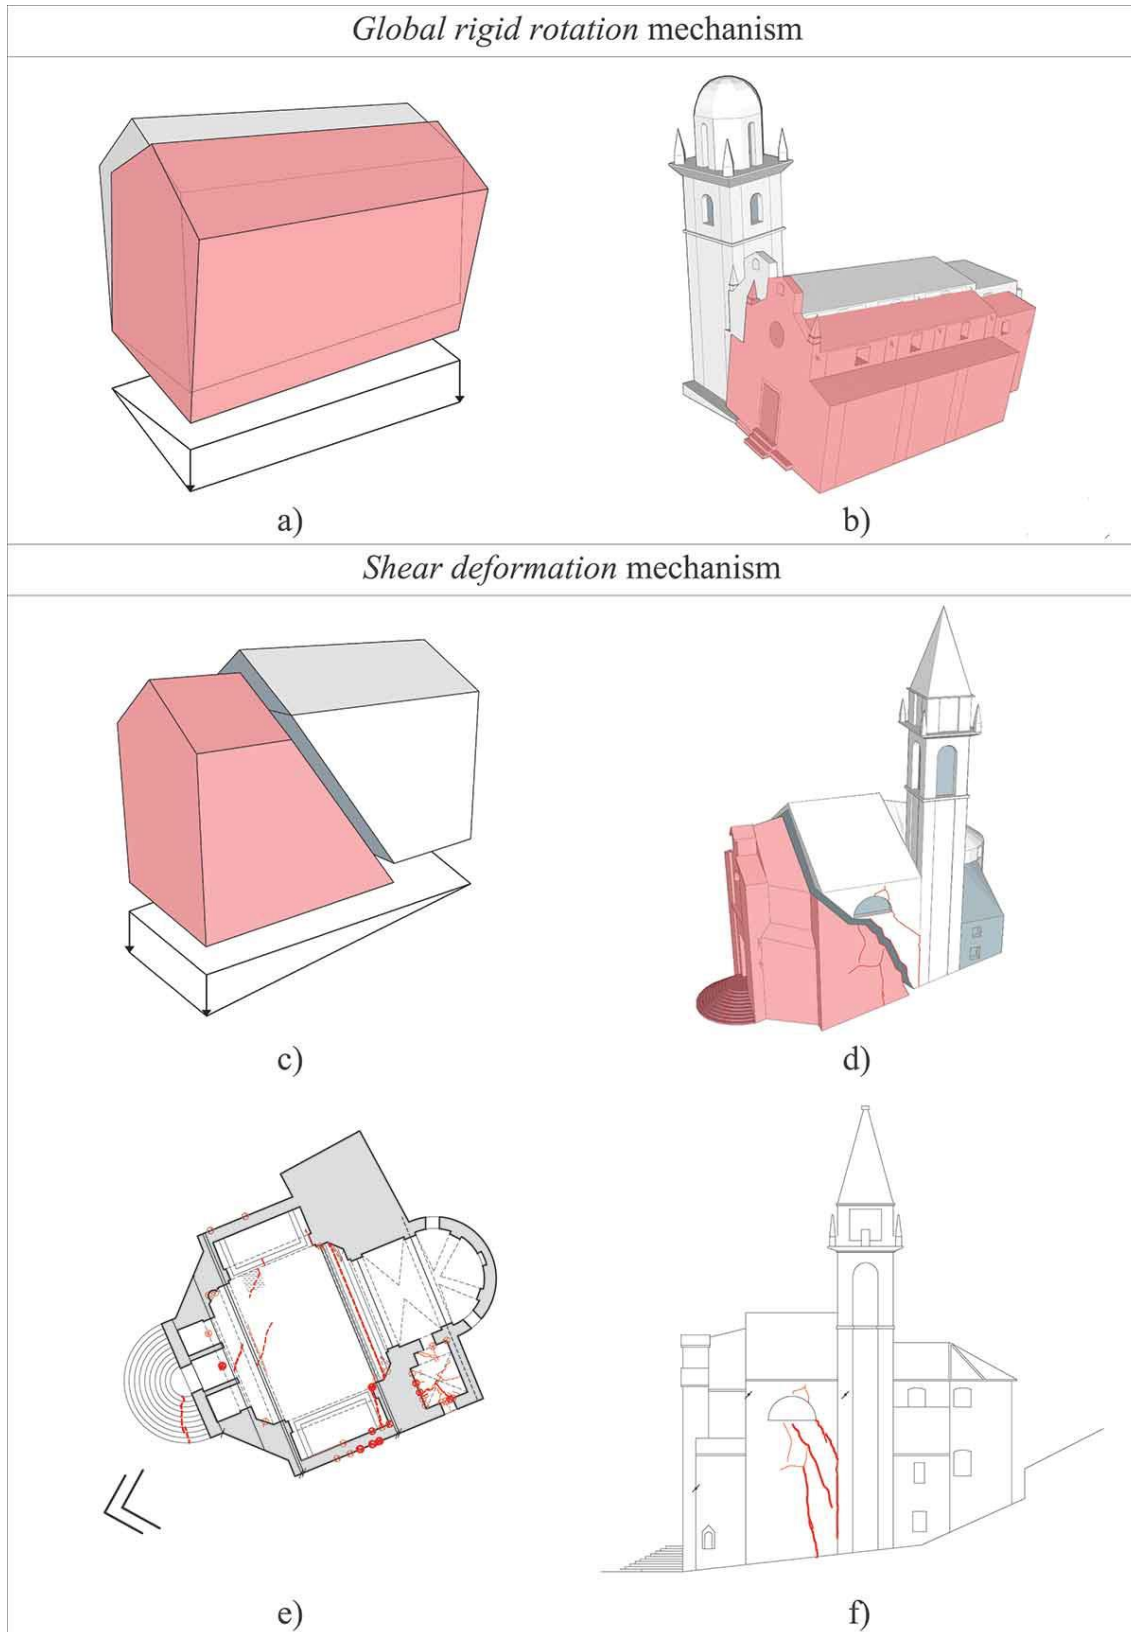 Global rigid rotation mechanism
a)
b)
Shear deformation mechanism
c)
d)
e)
f)